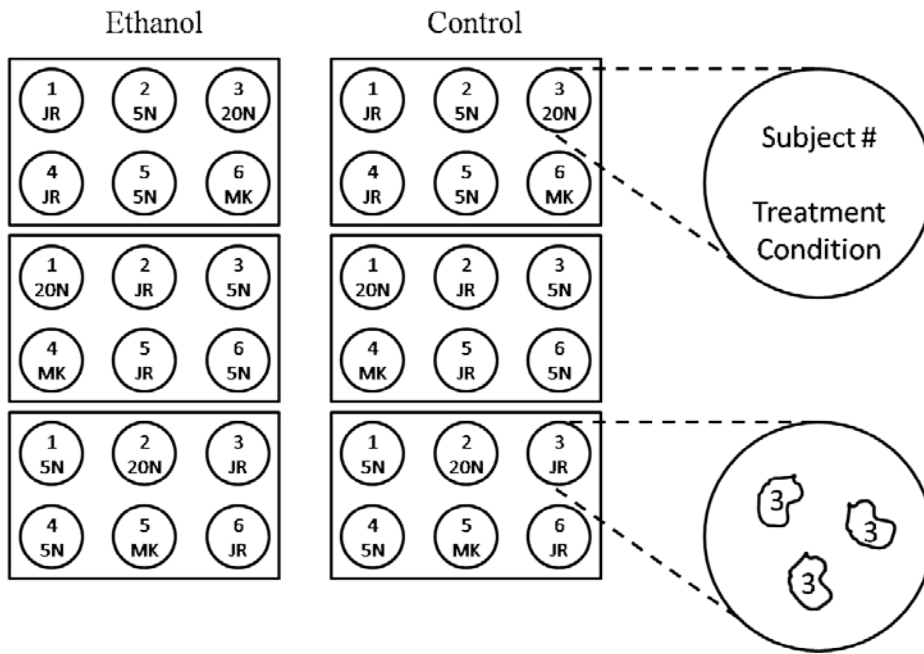 Ethanol
Control
1 2 3
JR 5N 20N
4 5 6
JR 5N MK
1 2 3
JR 5N 20N
4 5 6
JR 5N MK
Subject #
Treatment
Condition
1 2 3
20N JR 5N
4 5 6
MK JR 5N
1 2 3
20N JR 5N
4 5 6
MK JR 5N
1 2 3
5N 20N JR
4 5 6
5N MK JR
1 2 3
5N 20N JR
4 5 6
5N MK JR
3
3
3